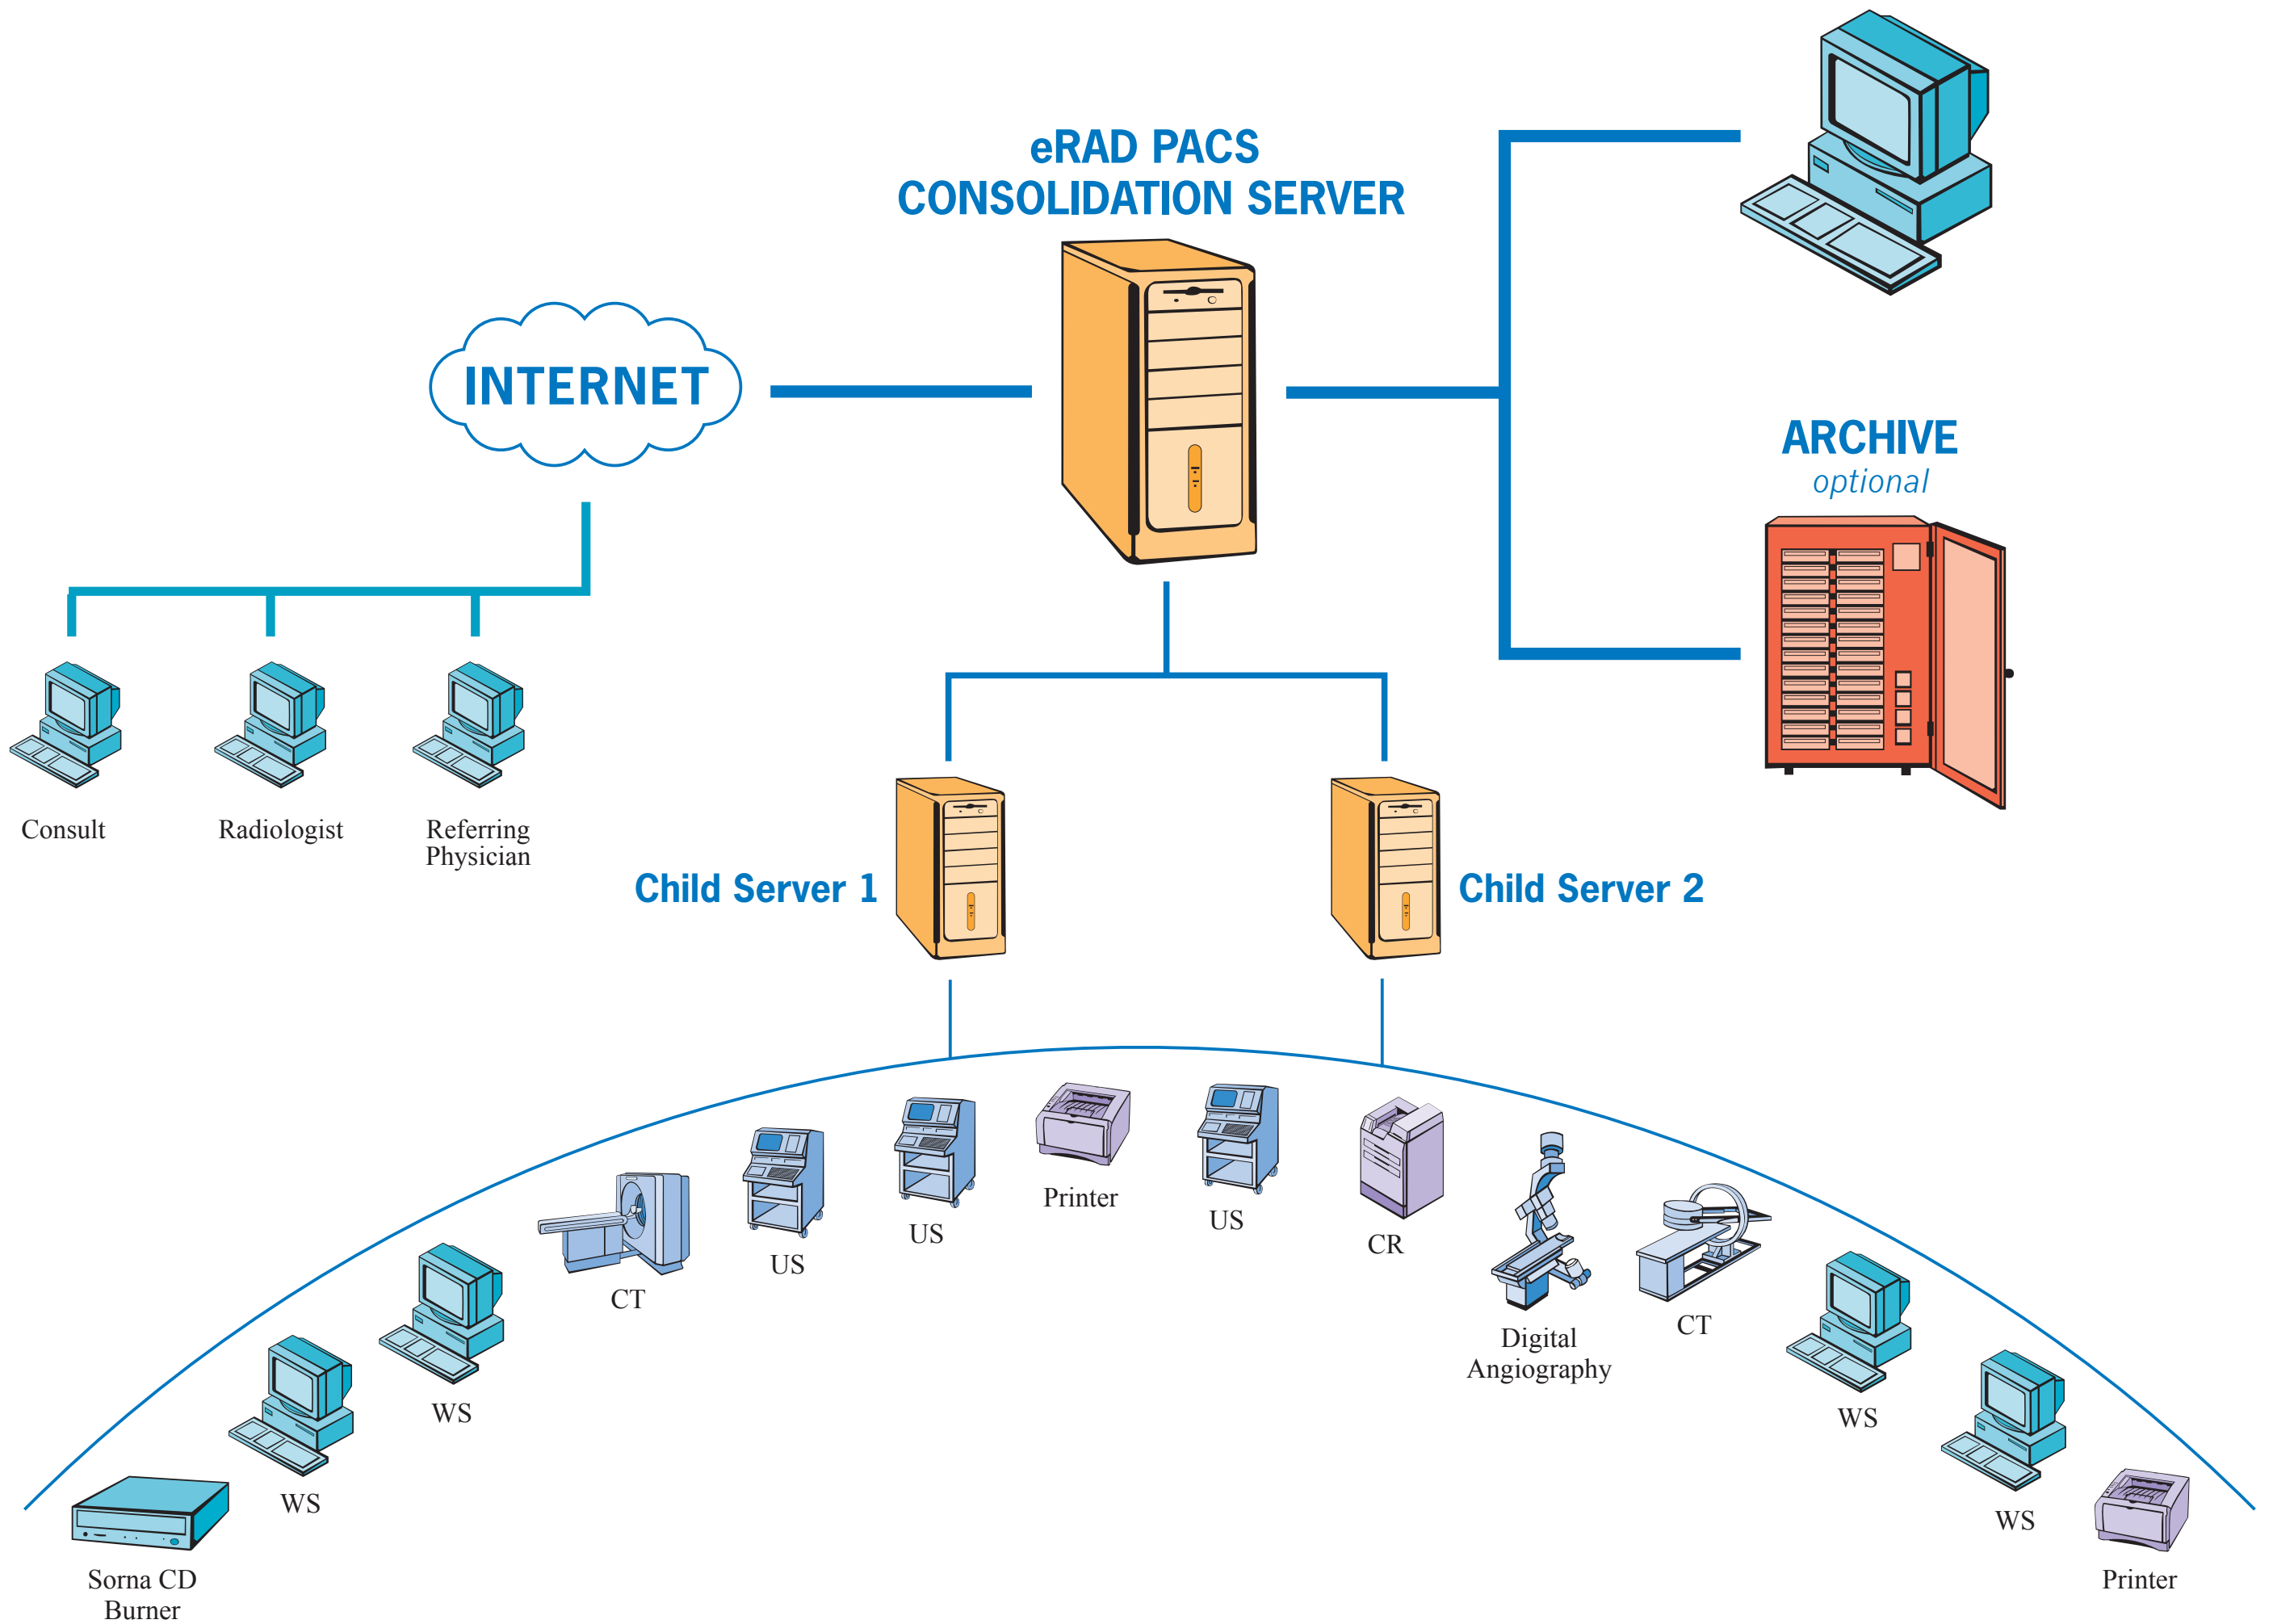 eRAD PACS
CONSOLIDATION SERVER
INTERNET
ARCHIVE
optional
Consult
Radiologist
Referring
Physician
Child Server 1
Child Server 2
Sorna CD
Burner
WS
WS
CT
US
US
Printer
US
CR
Digital
Angiography
CT
WS
WS
Printer